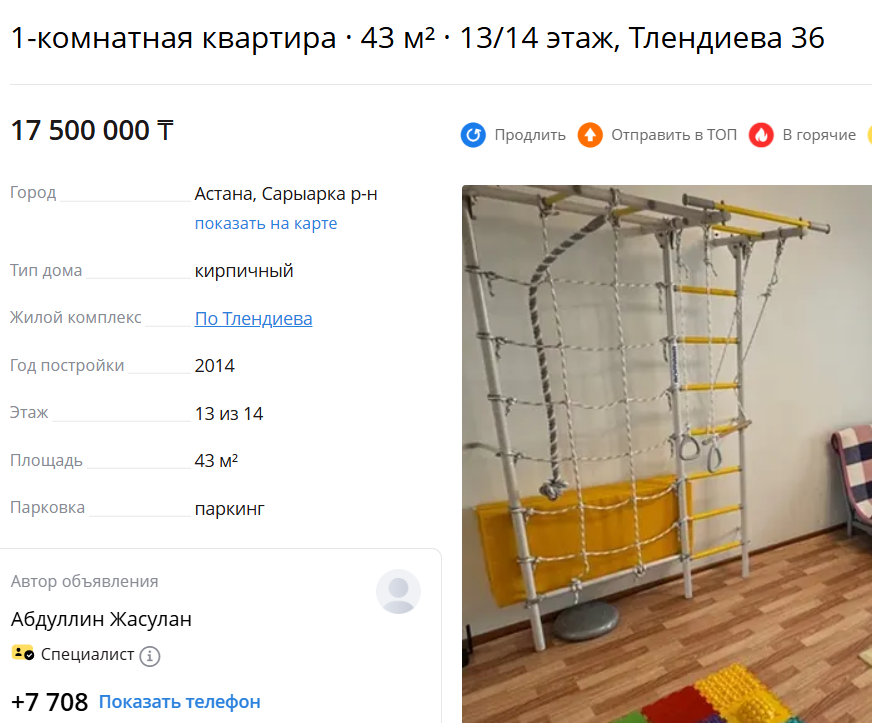 1-комнатная квартира · 43 м² · 13/14 этаж, Тлендиева 36
17 500 000 ₸
Продлить
Отправить в ТОП
В горячие
Город Астана, Сарыарка р-н
показать на карте
Тип дома кирпичный
Жилой комплекс По Тлендиева
Год постройки 2014
Этаж 13 из 14
Площадь 43 м²
Парковка паркинг
Автор объявления
Абдуллин Жасулан
Специалист
+7 708 Показать телефон